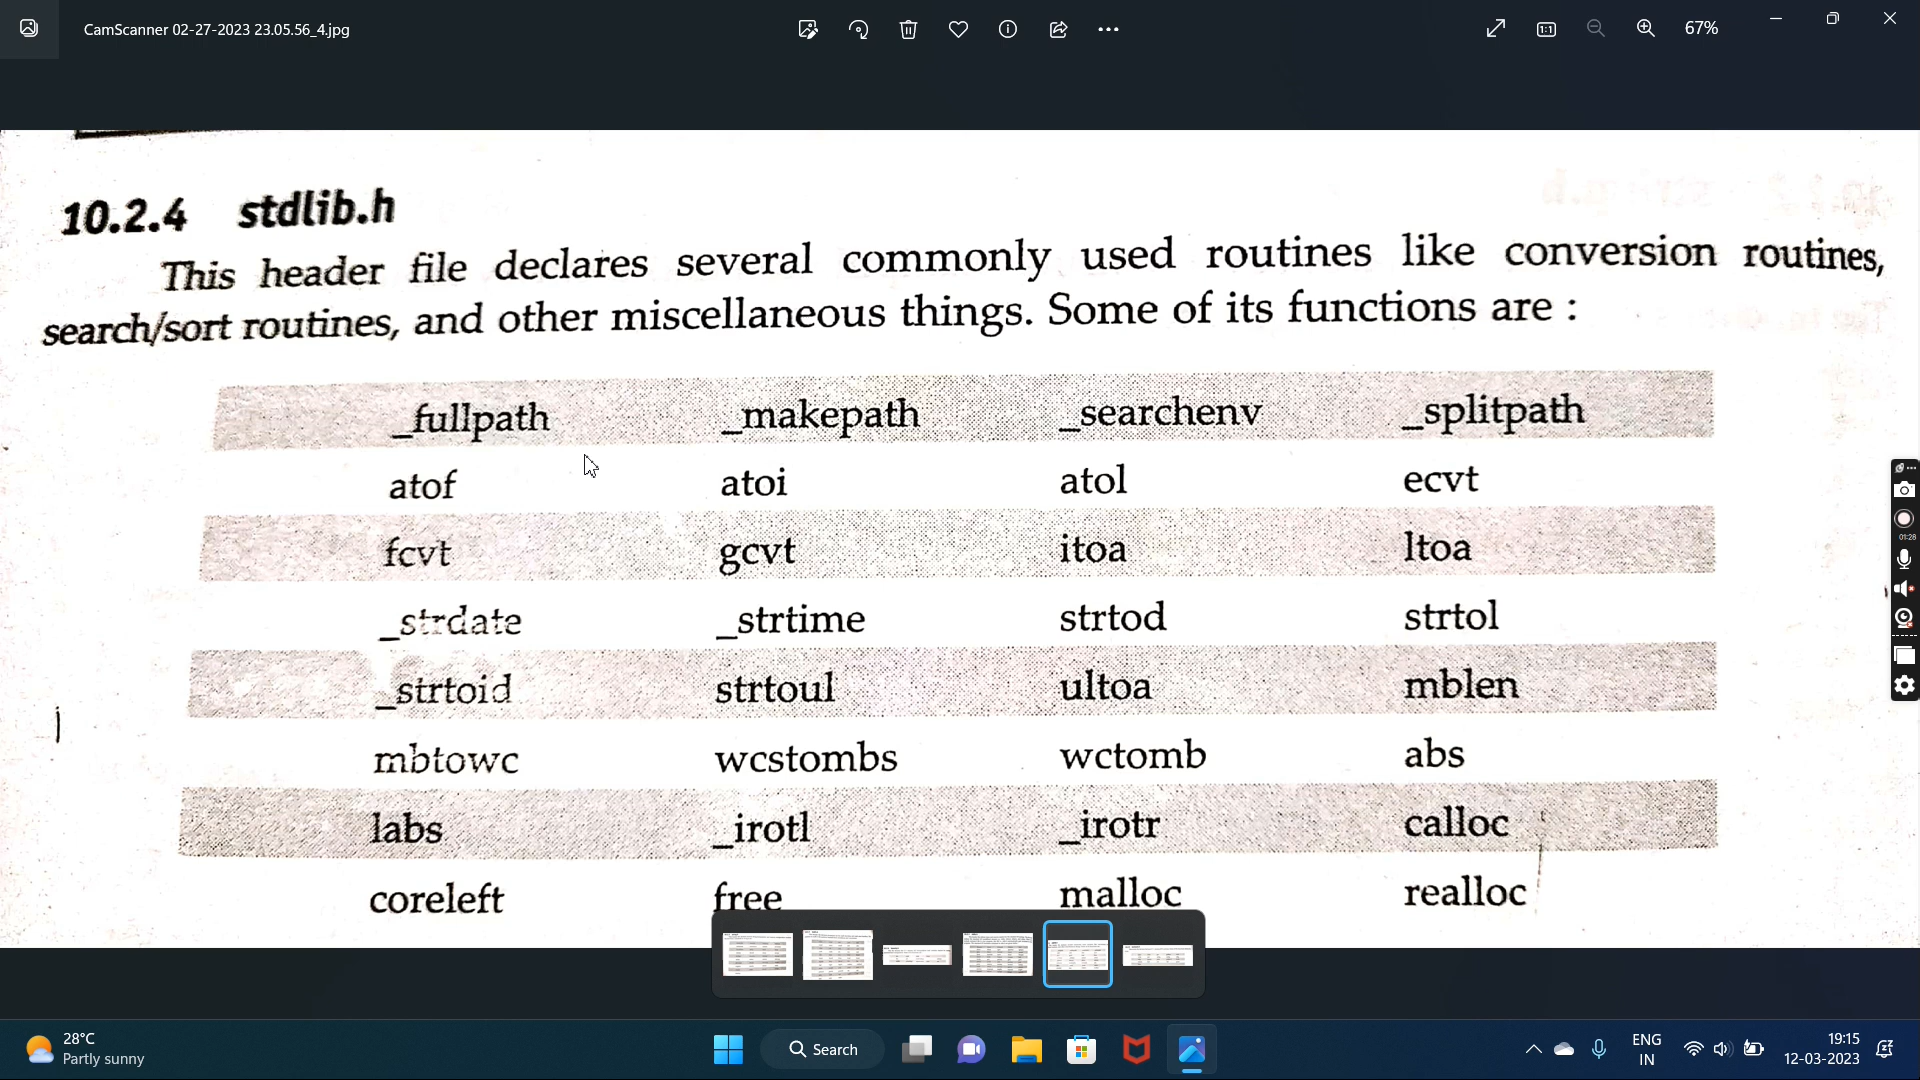 CamScanner 02-27-2023 23.05.56_4.jpg
67%
10.2.4 stdlib.h
This header file declares several commonly used routines like conversion routines,
search/sort routines, and other miscellaneous things. Some of its functions are :
_fullpath _makepath _searchenv _splitpath
atof atoi atol ecvt
fcvt gcvt itoa ltoa
_strdate _strtime strtod strtol
_strtoid strtoul ultoa mblen
mbtowc wcstombs wctomb abs
labs _irotl _irotr calloc
coreleft free malloc realloc
01:28
28°C
Partly sunny
Search
ENG
IN
19:15
12-03-2023